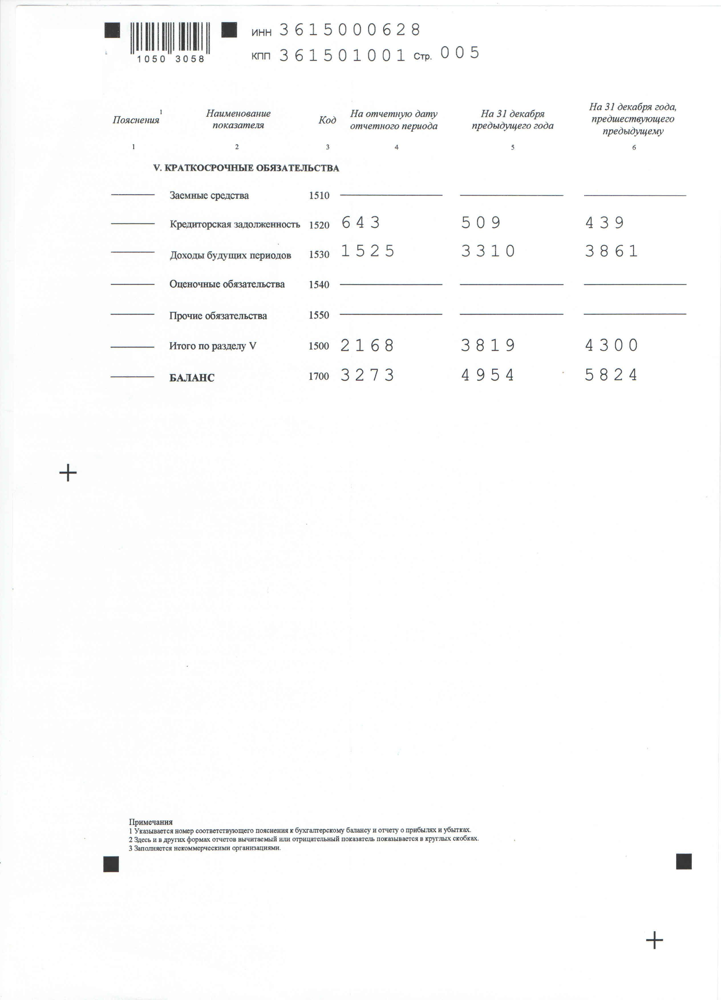 1050 3058
ИНН 3615000628
КПП 361501001 Стр. 005
Пояснения 1
Наименование показателя
Код
На отчетную дату отчетного периода
На 31 декабря предыдущего года
На 31 декабря года, предшествующего предыдущему
1 2 3 4 5 6
V. КРАТКОСРОЧНЫЕ ОБЯЗАТЕЛЬСТВА
Заемные средства 1510
Кредиторская задолженность 1520 643 509 439
Доходы будущих периодов 1530 1525 3310 3861
Оценочные обязательства 1540
Прочие обязательства 1550
Итого по разделу V 1500 2168 3819 4300
БАЛАНС 1700 3273 4954 5824
Примечания
1 Указывается номер соответствующего пояснения к бухгалтерскому балансу и отчету о прибылях и убытках.
2 Здесь и в других формах отчетов вычитаемый или отрицательный показатель показывается в круглых скобках.
3 Заполняется некоммерческими организациями.